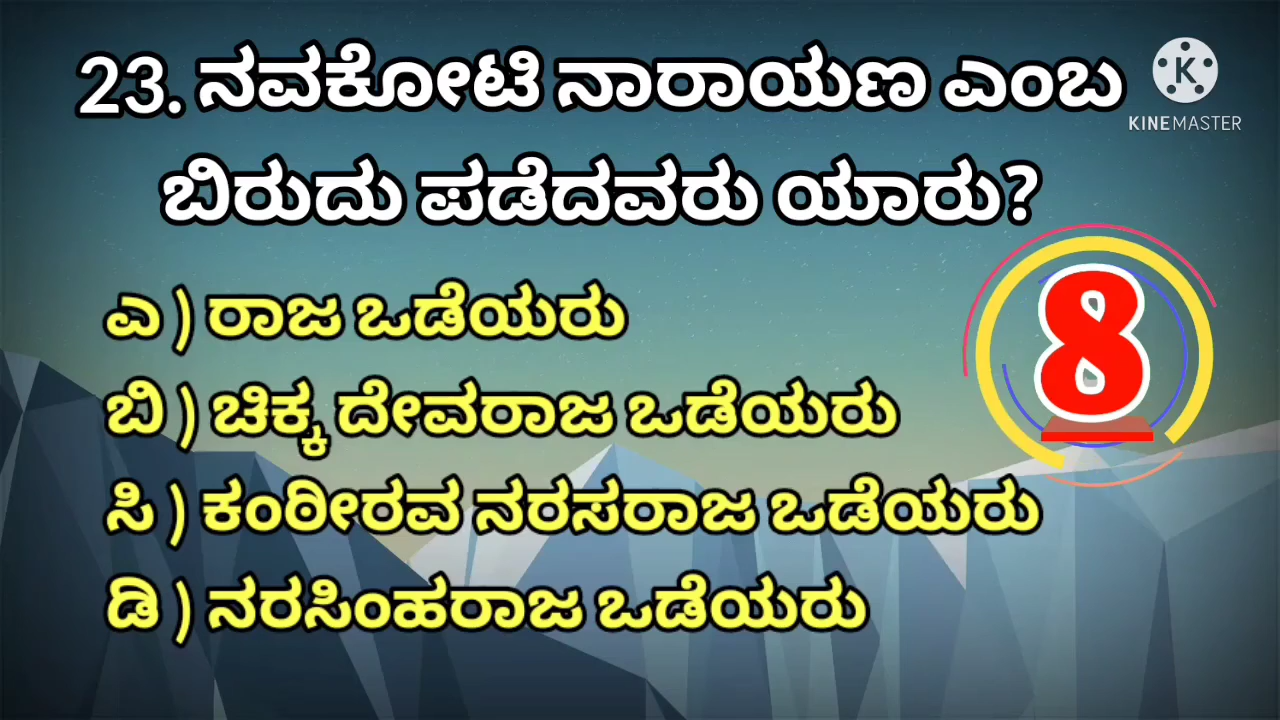 23. ನವಕೋಟಿ ನಾರಾಯಣ ಎಂಬ
ಬಿರುದು ಪಡೆದವರು ಯಾರು?
ಎ ) ರಾಜ ಒಡೆಯರು
ಬಿ ) ಚಿಕ್ಕ ದೇವರಾಜ ಒಡೆಯರು
ಸಿ ) ಕಂಠೀರವ ನರಸರಾಜ ಒಡೆಯರು
ಡಿ ) ನರಸಿಂಹರಾಜ ಒಡೆಯರು
8
K
KINEMASTER